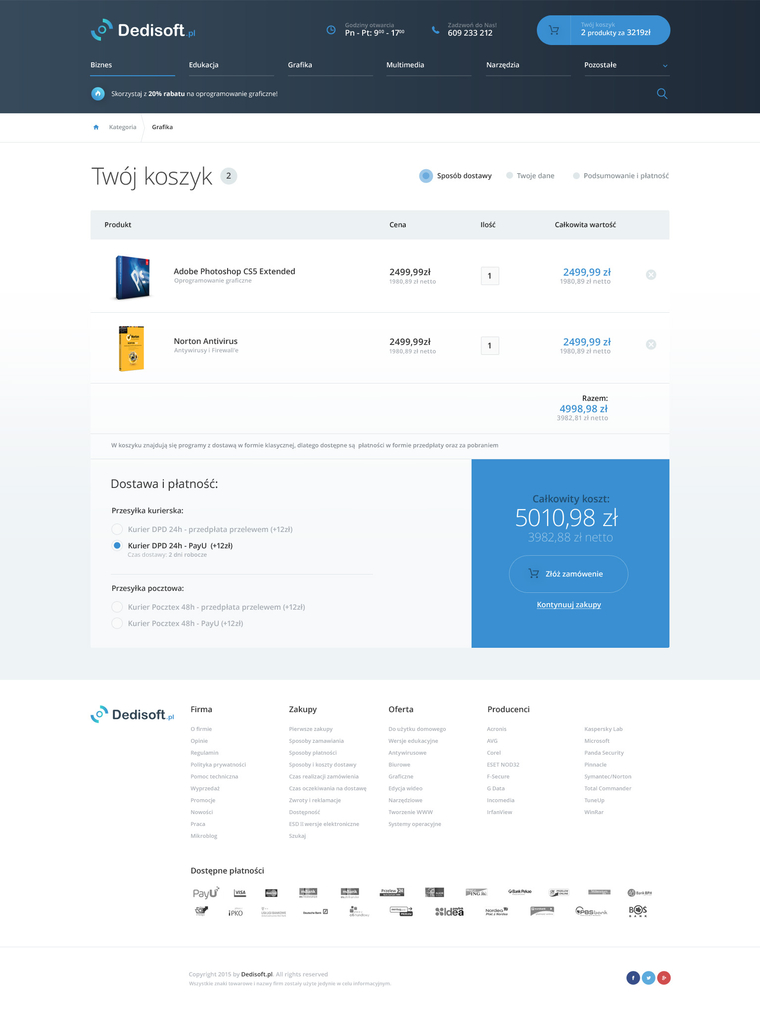 Dedisoft.pl
Godziny otwarcia
Pn - Pt: 9⁰⁰ - 17⁰⁰
Zadzwoń do Nas!
609 233 212
Twój koszyk
2 produkty za 3219zł
Biznes Edukacja Grafika Multimedia Narzędzia Pozostałe
Skorzystaj z 20% rabatu na oprogramowanie graficzne!
Kategoria Grafika
Twój koszyk 2
Sposób dostawy Twoje dane Podsumowanie i płatność
Produkt Cena Ilość Całkowita wartość
Adobe Photoshop CS5 Extended 2499,99zł 1 2499,99 zł
Oprogramowanie graficzne 1980,89 zł netto 1980,89 zł netto
Norton Antivirus 2499,99zł 1 2499,99 zł
Antywirusy i Firewall'e 1980,89 zł netto 1980,89 zł netto
Razem:
4998,98 zł
3982,81 zł netto
W koszyku znajdują się programy z dostawą w formie klasycznej, dlatego dostępne są płatności w formie przedpłaty oraz za pobraniem
Dostawa i płatność:
Przesyłka kurierska:
Kurier DPD 24h - przedpłata przelewem (+12zł)
Kurier DPD 24h - PayU (+12zł)
Czas dostawy: 2 dni robocze
Przesyłka pocztowa:
Kurier Pocztex 48h - przedpłata przelewem (+12zł)
Kurier Pocztex 48h - PayU (+12zł)
Całkowity koszt:
5010,98 zł
3982,88 zł netto
Złóż zamówienie
Kontynuuj zakupy
Dedisoft.pl
Firma
O firmie
Opinie
Regulamin
Polityka prywatności
Pomoc techniczna
Wyprzedaż
Promocje
Nowości
Praca
Mikroblog
Zakupy
Pierwsze zakupy
Sposoby zamawiania
Sposoby płatności
Sposoby i koszty dostawy
Czas realizacji zamówienia
Czas oczekiwania na dostawę
Zwroty i reklamacje
Dostępność
ESD wersje elektroniczne
Szukaj
Oferta
Do użytku domowego
Wersje edukacyjne
Antywirusowe
Biurowe
Graficzne
Edycja wideo
Narzędziowe
Tworzenie WWW
Systemy operacyjne
Producenci
Acronis
AVG
Corel
ESET NOD32
F-Secure
G Data
Incomedia
IrfanView
Kaspersky Lab
Microsoft
Panda Security
Pinnacle
Symantec/Norton
Total Commander
TuneUp
WinRar
Dostępne płatności
PayU VISA Bank BPH
iPKO Deutsche Bank Idea Nordea PBSbank BOŚ BANK
Copyright 2015 by Dedisoft.pl. All rights reserved
Wszystkie znaki towarowe i nazwy firm zostały użyte jedynie w celu informacyjnym.